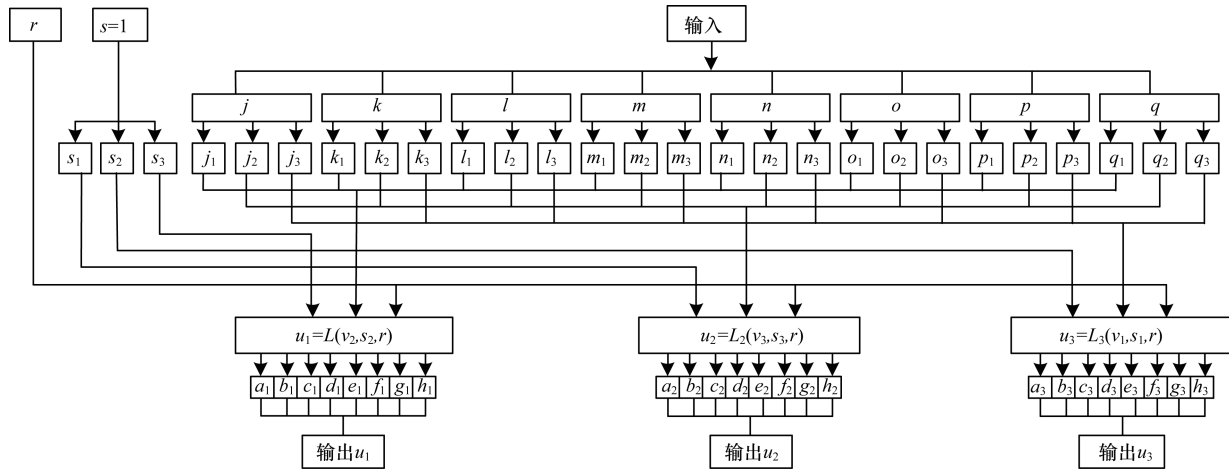 r
s=1
输入
j k l m n o p q
s₁ s₂ s₃ j₁ j₂ j₃ k₁ k₂ k₃ l₁ l₂ l₃ m₁ m₂ m₃ n₁ n₂ n₃ o₁ o₂ o₃ p₁ p₂ p₃ q₁ q₂ q₃
u₁=L(v₂,s₂,r)
u₂=L₂(v₃,s₃,r)
u₃=L₃(v₁,s₁,r)
a₁ b₁ c₁ d₁ e₁ f₁ g₁ h₁
a₂ b₂ c₂ d₂ e₂ f₂ g₂ h₂
a₃ b₃ c₃ d₃ e₃ f₃ g₃ h₃
输出u₁
输出u₂
输出u₃